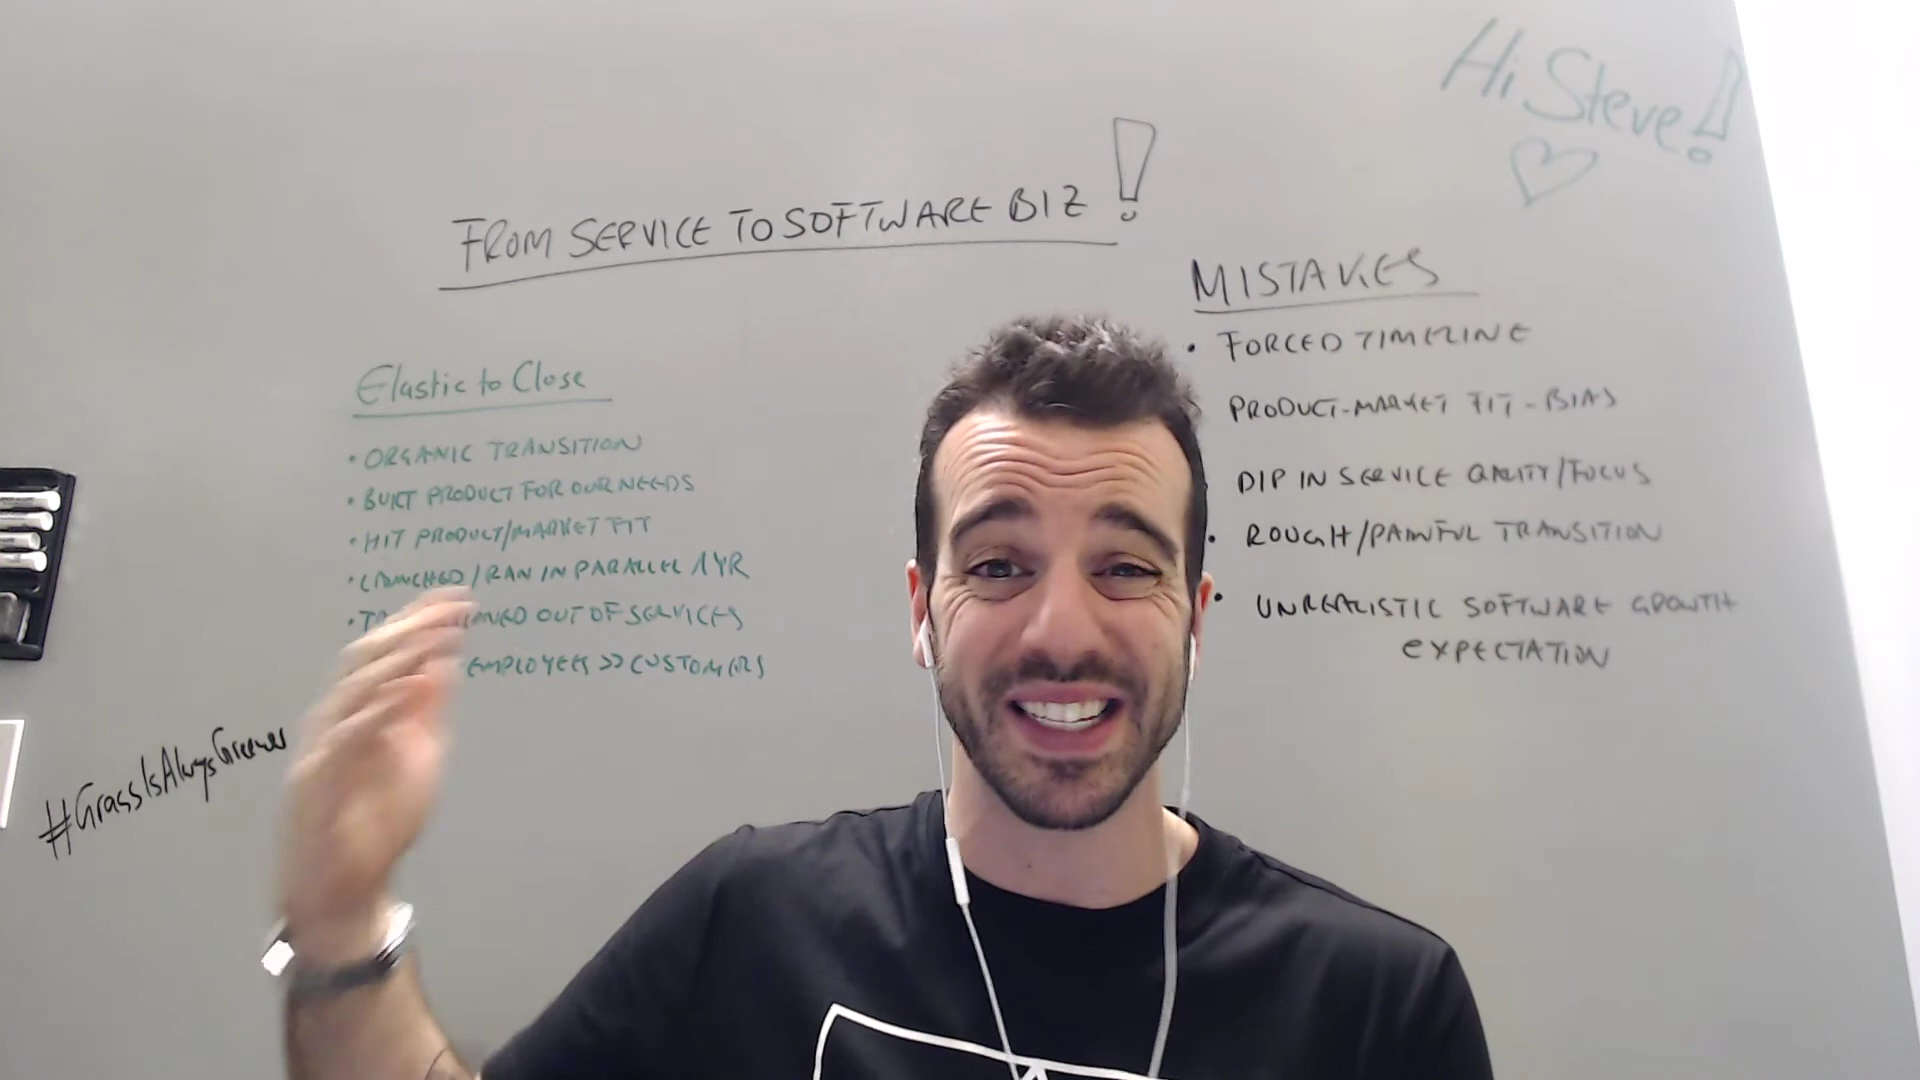 Hi Steve!
FROM SERVICE TO SOFTWARE BIZ!
Elastic to Close
• ORGANIC TRANSITION
• BUILT PRODUCT FOR OUR NEEDS
• HIT PRODUCT/MARKET FIT
• LAUNCHED/RAN IN PARALLEL 1YR
• OUT OF SERVICES
EMPLOYEES >> CUSTOMERS
#GrassIsAlwaysGreener
MISTAKES
• FORCED TIMELINE
PRODUCT-MARKET FIT-BIAS
DIP IN SERVICE QALITY/FOCUS
• ROUGH/PAINFUL TRANSITION
• UNREALISTIC SOFTWARE GROWTH
EXPECTATION